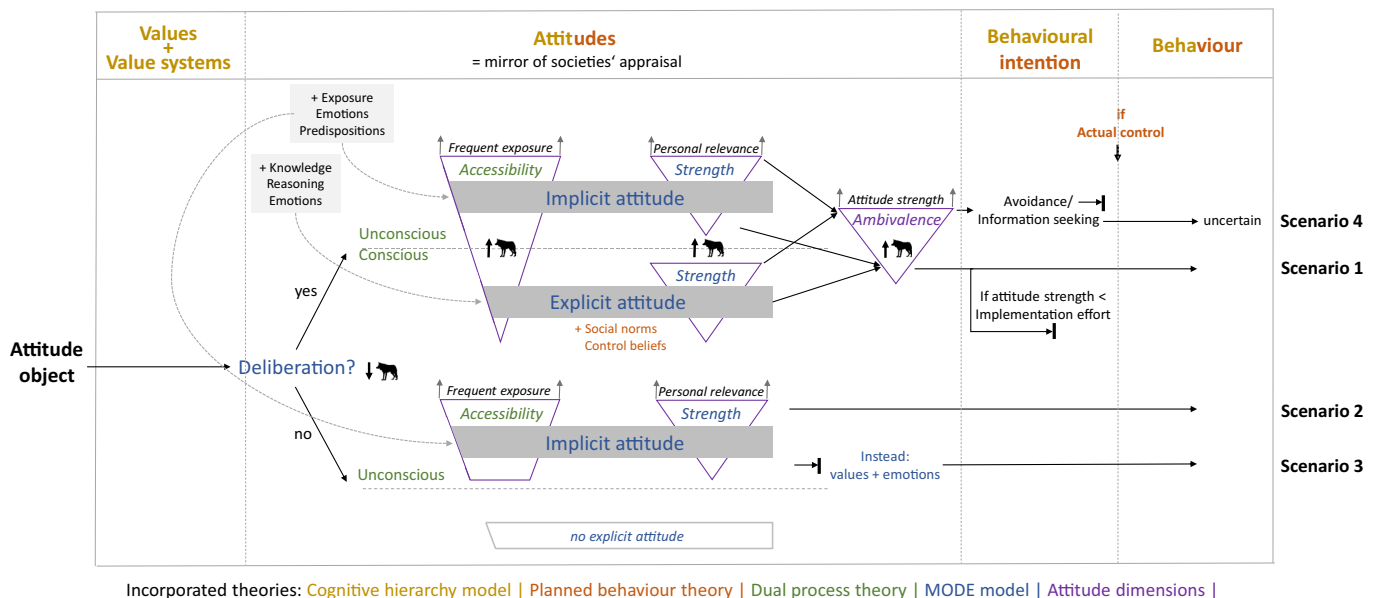 Values
+
Value systems
Attitudes
= mirror of societies‘ appraisal
Behavioural
intention
Behaviour
+ Exposure
Emotions
Predispositions
+ Knowledge
Reasoning
Emotions
if
Actual control
Frequent exposure
Accessibility
Personal relevance
Strength
Implicit attitude
Attitude strength
Ambivalence
Avoidance/
Information seeking
uncertain
Scenario 4
Unconscious
Conscious
Strength
Scenario 1
Explicit attitude
+ Social norms
Control beliefs
If attitude strength <
Implementation effort
yes
Attitude
object
Deliberation?
no
Frequent exposure
Accessibility
Personal relevance
Strength
Scenario 2
Implicit attitude
Unconscious
Instead:
values + emotions
Scenario 3
no explicit attitude
Incorporated theories: Cognitive hierarchy model | Planned behaviour theory | Dual process theory | MODE model | Attitude dimensions |